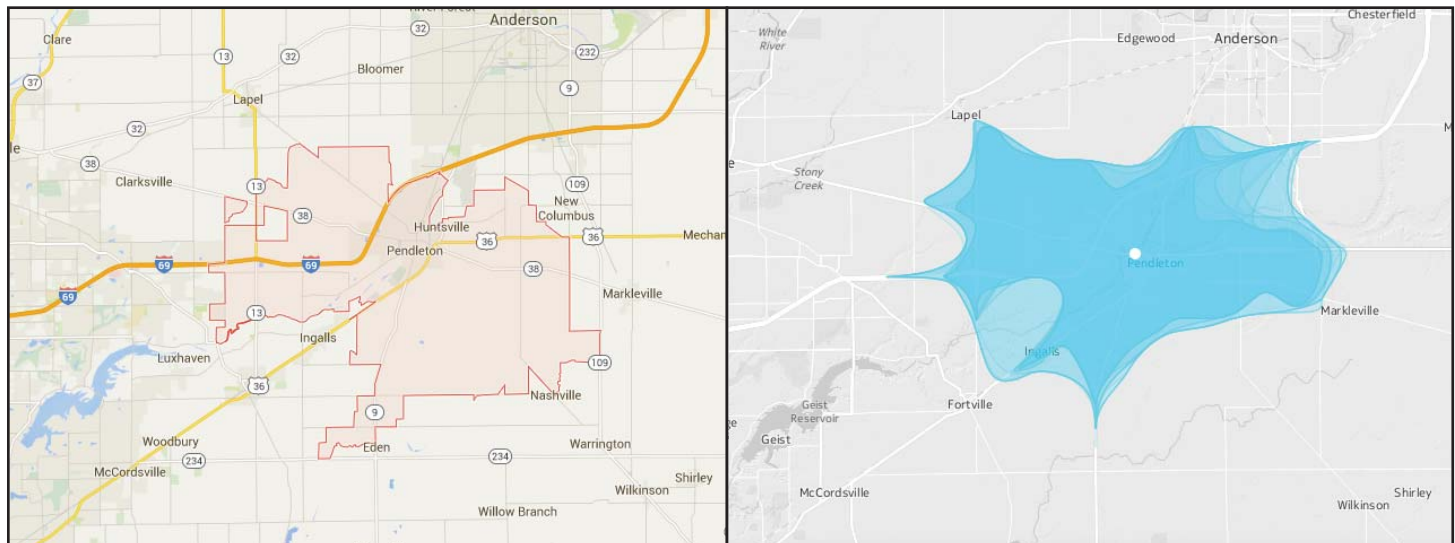 River Forest
Anderson
32
Clare
13
32
232
Bloomer
37
9
Lapel
32
38
Clarksville
109
13
New
Columbus
38
Huntsville
36
36
Mechan
Pendleton
69
69
38
69
Markleville
13
Ingalls
Luxhaven
109
36
Nashville
9
Woodbury
Eden
Warrington
234
234
McCordsville
Shirley
Wilkinson
Willow Branch
Chesterfield
White
River
Edgewood
Anderson
Lapel
Stony
Creek
Pendleton
Markleville
Ingalls
Fortville
Geist
Reservoir
Geist
McCordsville
Shirley
Wilkinson